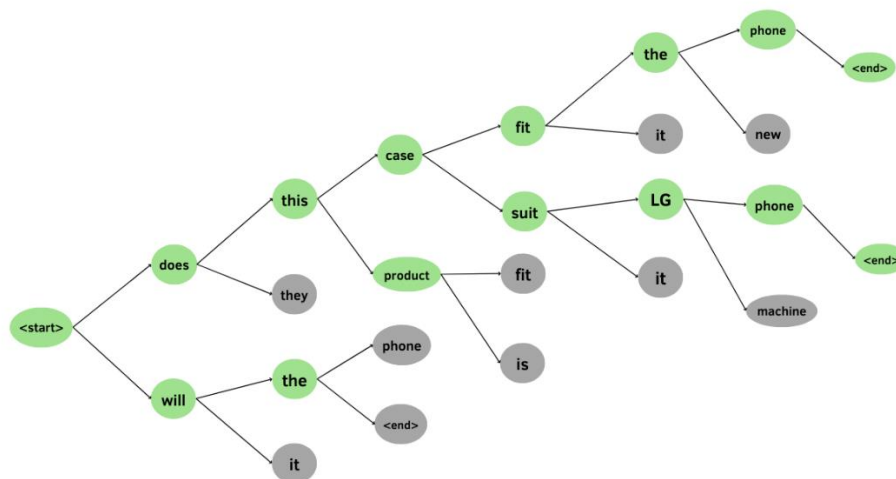 phone
the
<end>
fit
it
new
case
this
suit
LG
phone
does
product
fit
it
<end>
they
machine
<start>
phone
is
the
will
<end>
it